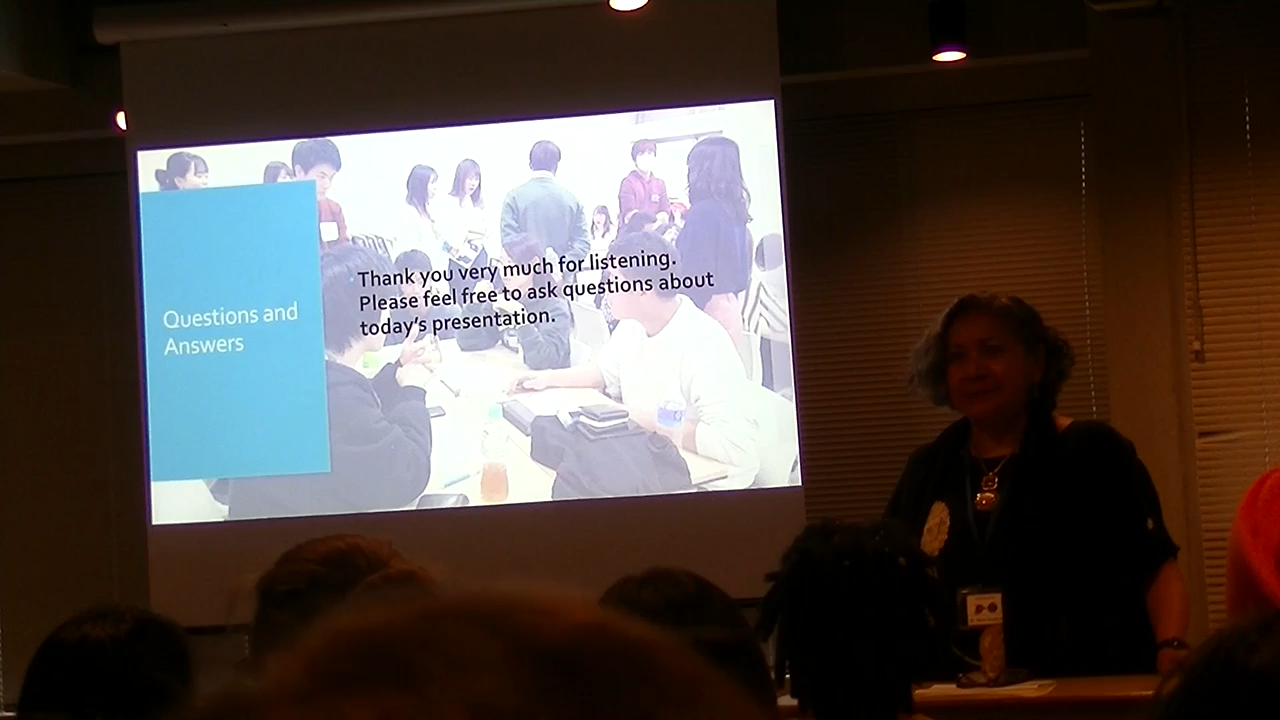 Questions and
Answers
Thank you very much for listening.
Please feel free to ask questions about
today's presentation.